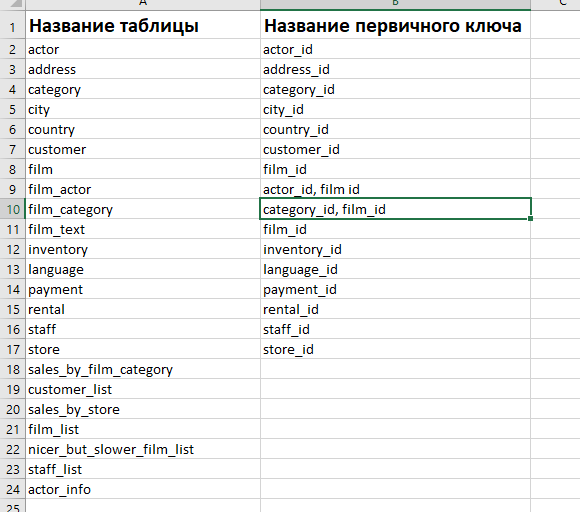 A B C
1 Название таблицы Название первичного ключа
2 actor actor_id
3 address address_id
4 category category_id
5 city city_id
6 country country_id
7 customer customer_id
8 film film_id
9 film_actor actor_id, film id
10 film_category category_id, film_id
11 film_text film_id
12 inventory inventory_id
13 language language_id
14 payment payment_id
15 rental rental_id
16 staff staff_id
17 store store_id
18 sales_by_film_category
19 customer_list
20 sales_by_store
21 film_list
22 nicer_but_slower_film_list
23 staff_list
24 actor_info
25